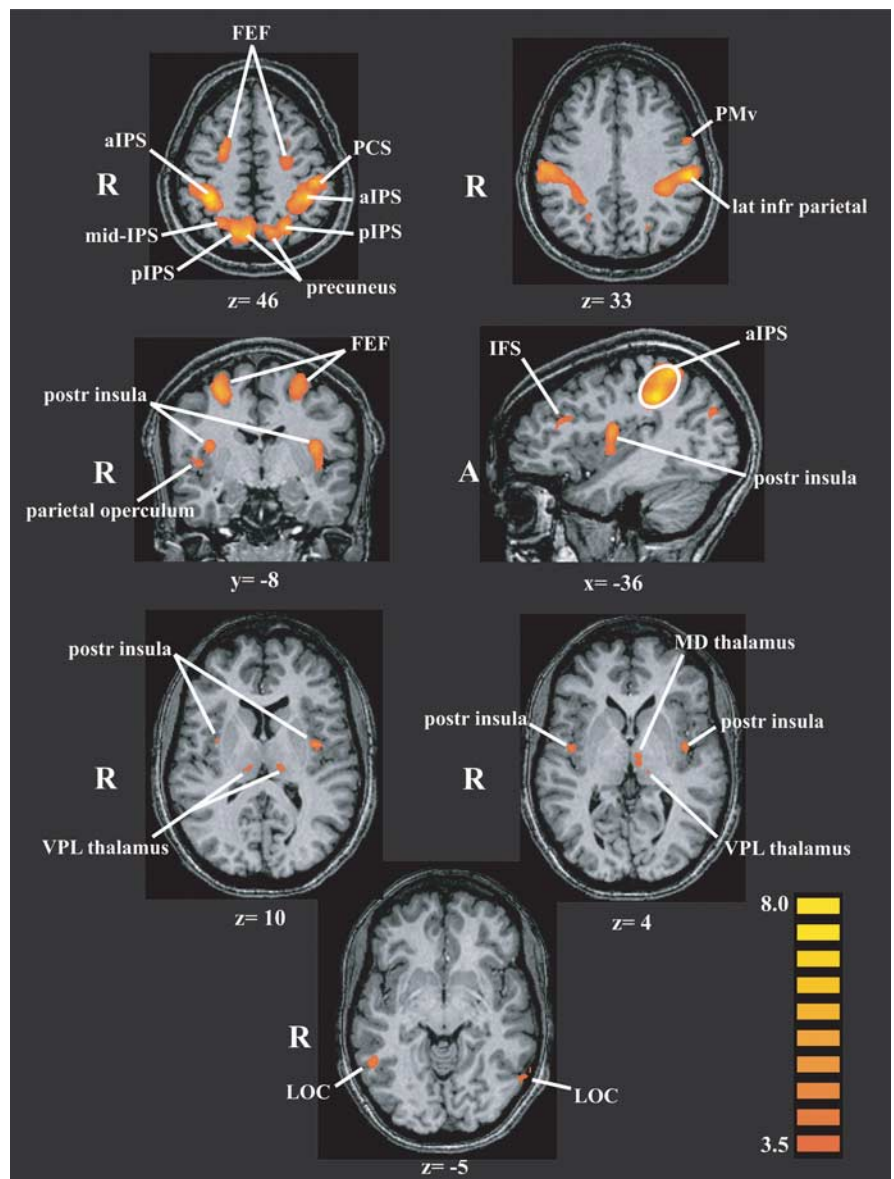 FEF
aIPS
PCS
R
aIPS
mid-IPS
pIPS
pIPS
precuneus
z= 46
PMv
R
lat infr parietal
z= 33
FEF
postr insula
R
parietal operculum
y= -8
aIPS
IFS
A
postr insula
x= -36
postr insula
R
VPL thalamus
z= 10
MD thalamus
postr insula
postr insula
R
VPL thalamus
z= 4
R
LOC
LOC
z= -5
8.0
3.5